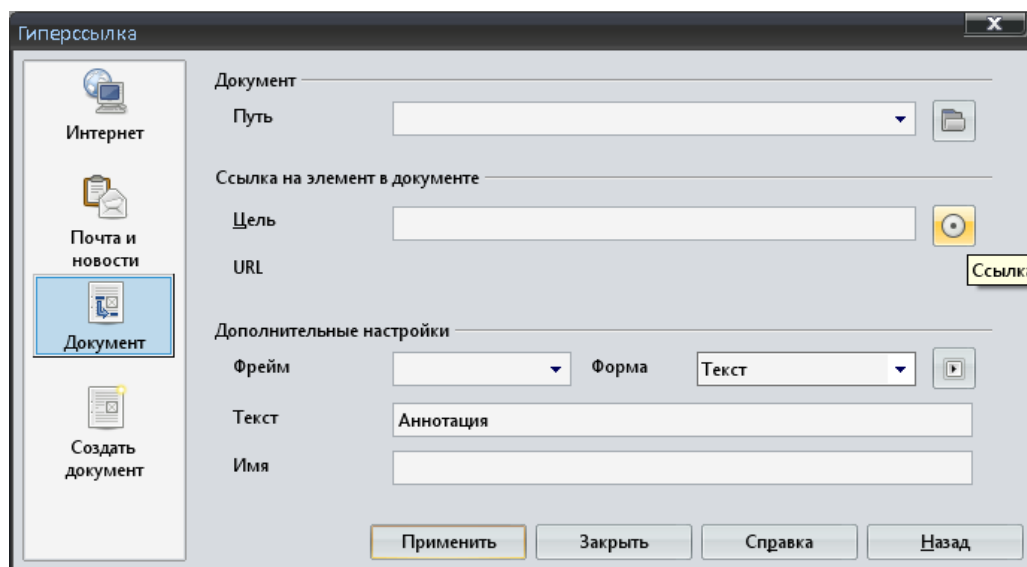 Гиперссылка
X
Интернет
Почта и
новости
Документ
Создать
документ
Документ
Путь
Ссылка на элемент в документе
Цель
URL
Ссылк
Дополнительные настройки
Фрейм
Форма
Текст
Текст
Аннотация
Имя
Применить
Закрыть
Справка
Назад